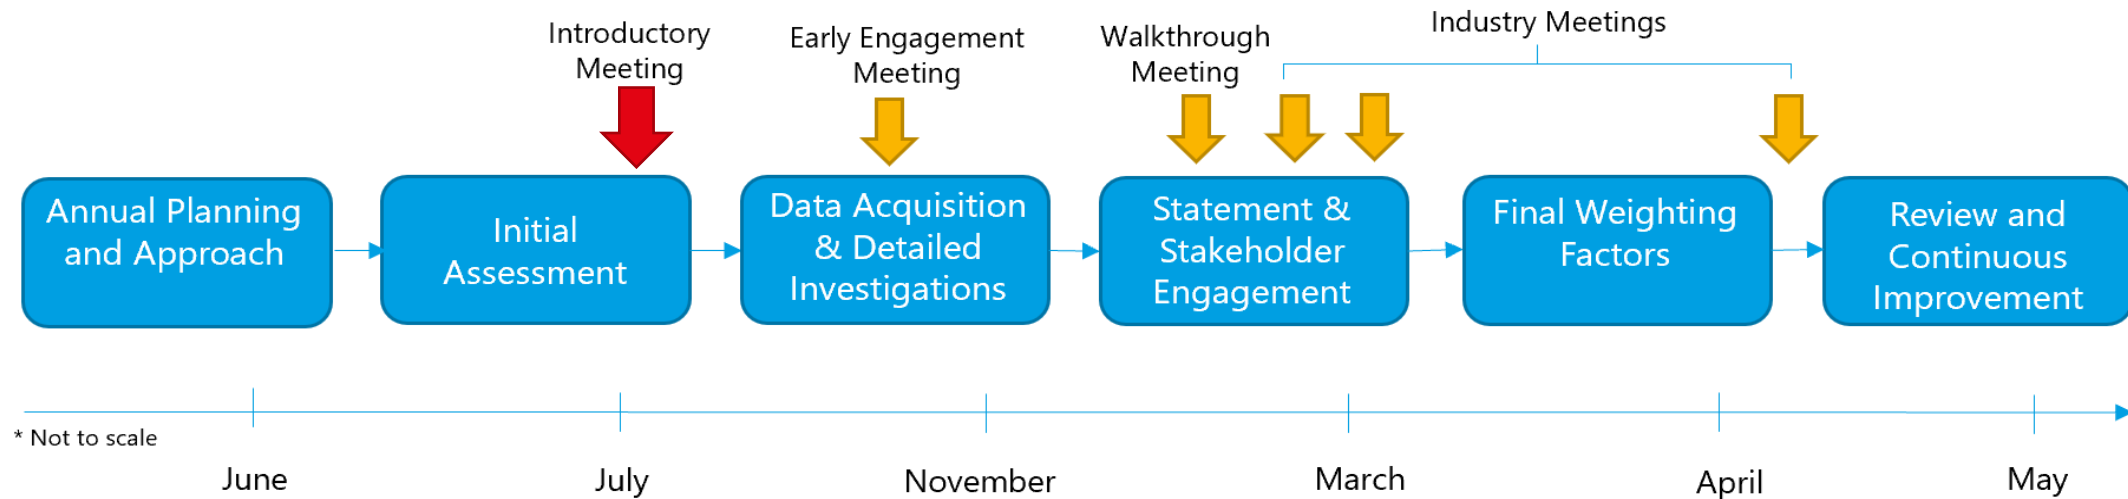 Introductory
Meeting
Early Engagement
Meeting
Walkthrough
Meeting
Industry Meetings
Annual Planning
and Approach
Initial
Assessment
Data Acquisition
& Detailed
Investigations
Statement &
Stakeholder
Engagement
Final Weighting
Factors
Review and
Continuous
Improvement
* Not to scale
June
July
November
March
April
May